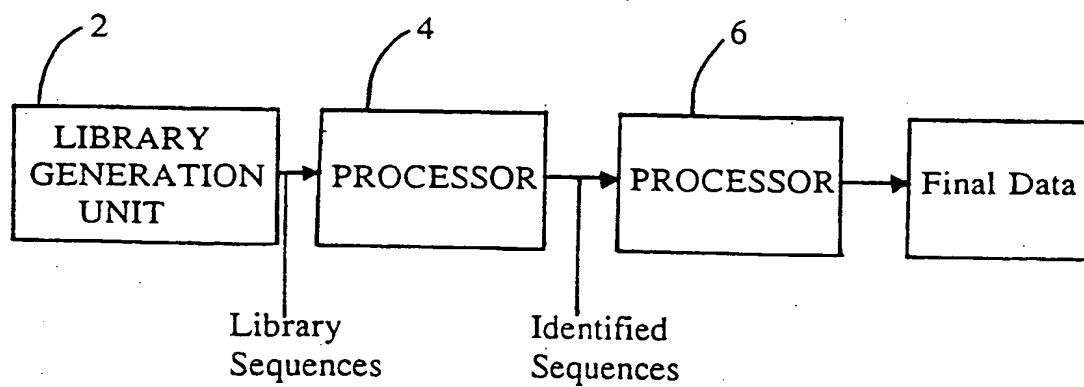 2
4
6
LIBRARY
GENERATION
UNIT
PROCESSOR
PROCESSOR
Final Data
Library
Sequences
Identified
Sequences